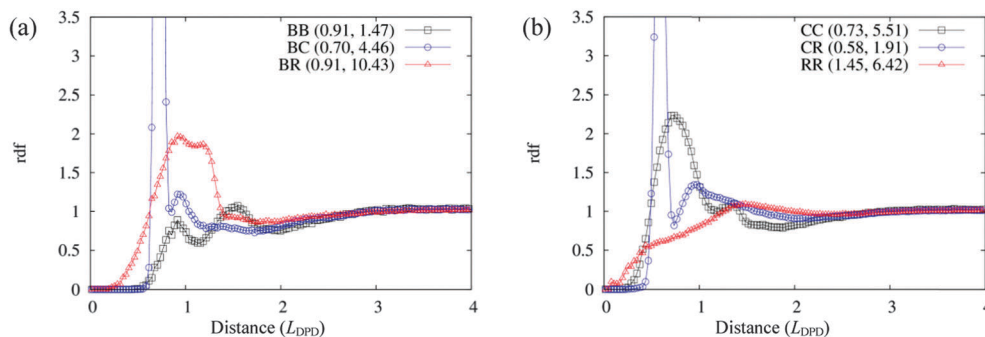 (a)
3.5
3
2.5
2
1.5
1
0.5
0
rdf
BB (0.91, 1.47)
BC (0.70, 4.46)
BR (0.91, 10.43)
0 1 2 3 4
Distance (L_DPD)
(b)
3.5
3
2.5
2
1.5
1
0.5
0
rdf
CC (0.73, 5.51)
CR (0.58, 1.91)
RR (1.45, 6.42)
0 1 2 3 4
Distance (L_DPD)